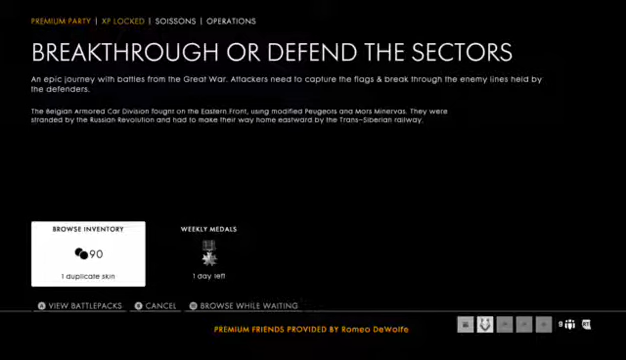 PREMIUM PARTY | XP LOCKED | SOISSONS | OPERATIONS
BREAKTHROUGH OR DEFEND THE SECTORS
An epic journey with battles from the Great War. Attackers need to capture the flags & break through the enemy lines held by
the defenders.
The Belgian Armored Car Division fought on the Eastern Front, using modified Peugeots and Mors Minervas. They were
stranded by the Russian Revolution and had to make their way home eastward by the Trans-Siberian railway.
BROWSE INVENTORY
90
1 duplicate skin
WEEKLY MEDALS
1 day left
VIEW BATTLEPACKS
CANCEL
BROWSE WHILE WAITING
PREMIUM FRIENDS PROVIDED BY Romeo DeWolfe
9